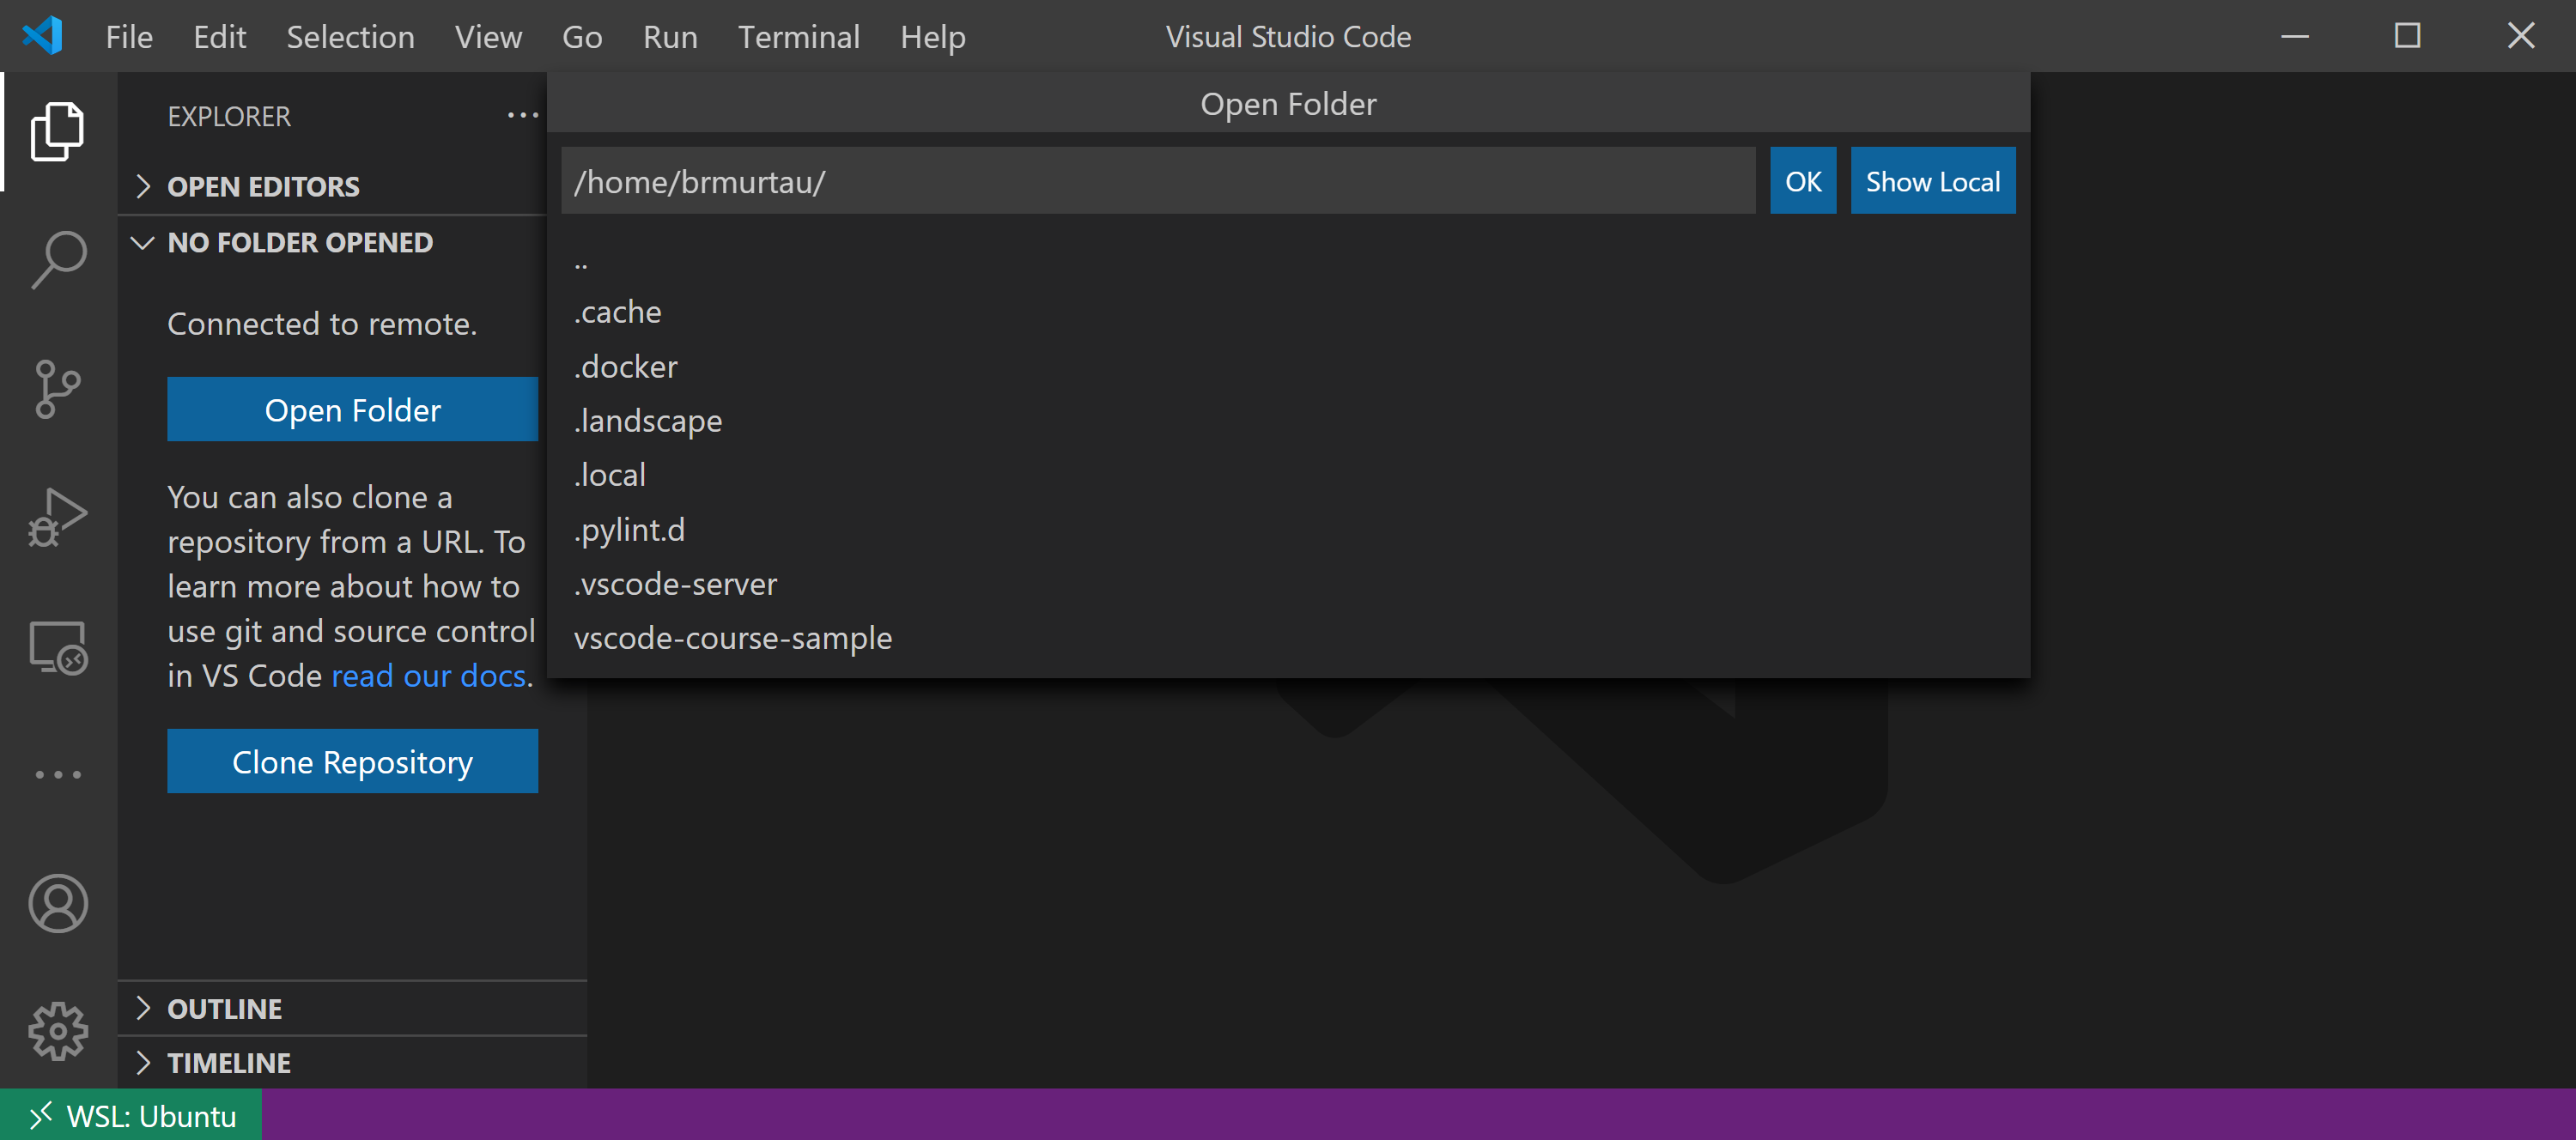 File Edit Selection View Go Run Terminal Help Visual Studio Code
EXPLORER
OPEN EDITORS
NO FOLDER OPENED
Connected to remote.
Open Folder
You can also clone a
repository from a URL. To
learn more about how to
use git and source control
in VS Code read our docs.
Clone Repository
OUTLINE
TIMELINE
Open Folder
/home/brmurtau/ OK Show Local
..
.cache
.docker
.landscape
.local
.pylint.d
.vscode-server
vscode-course-sample
WSL: Ubuntu